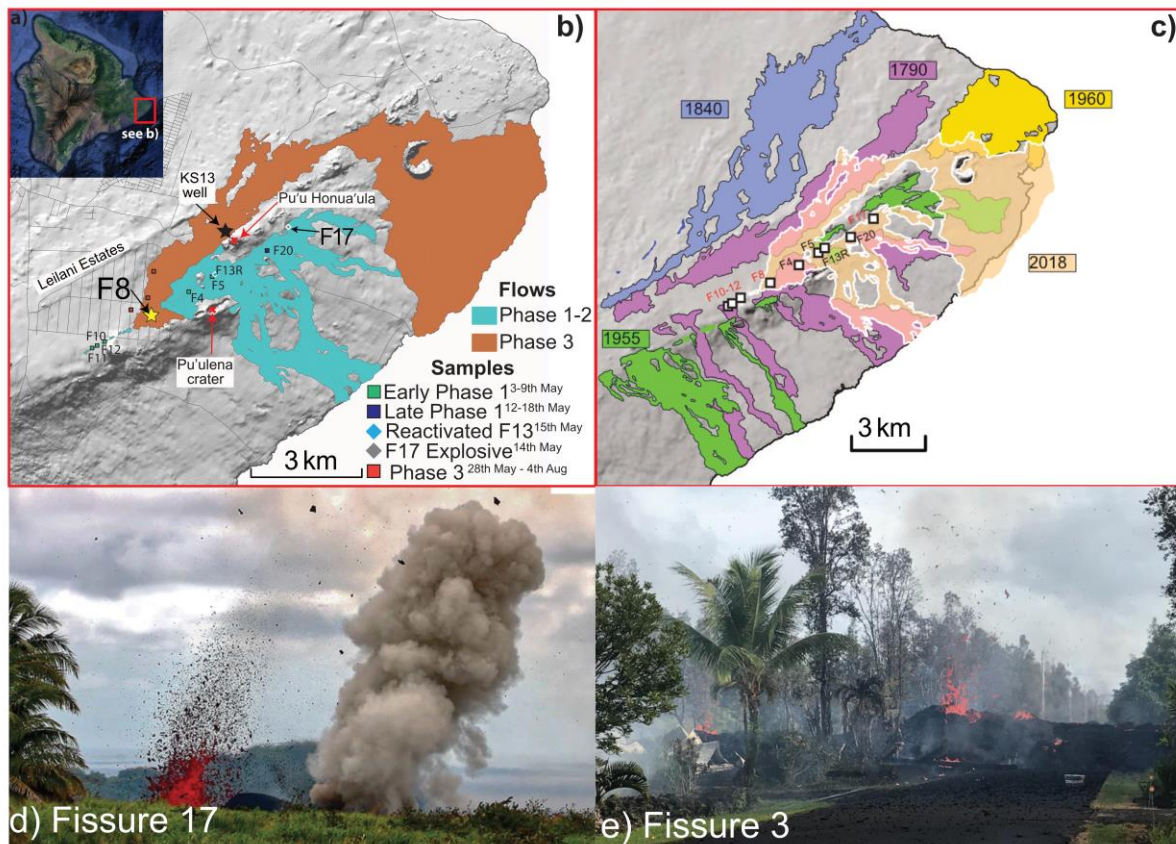 a)
see b)
b)
KS13
well
Pu'u Honua'ula
F17
F20
Leilani Estates
F13R
F5
F8
F4
F10
12
F11
Pu'ulena
crater
Flows
Phase 1-2
Phase 3
Samples
Early Phase 1 3-9th May
Late Phase 1 12-18th May
Reactivated F13 15th May
F17 Explosive 14th May
Phase 3 28th May - 4th Aug
3 km
c)
1790
1840
1960
F17
F20
F5
F13R
F4
F8
F10-12
2018
1955
3 km
d) Fissure 17
e) Fissure 3